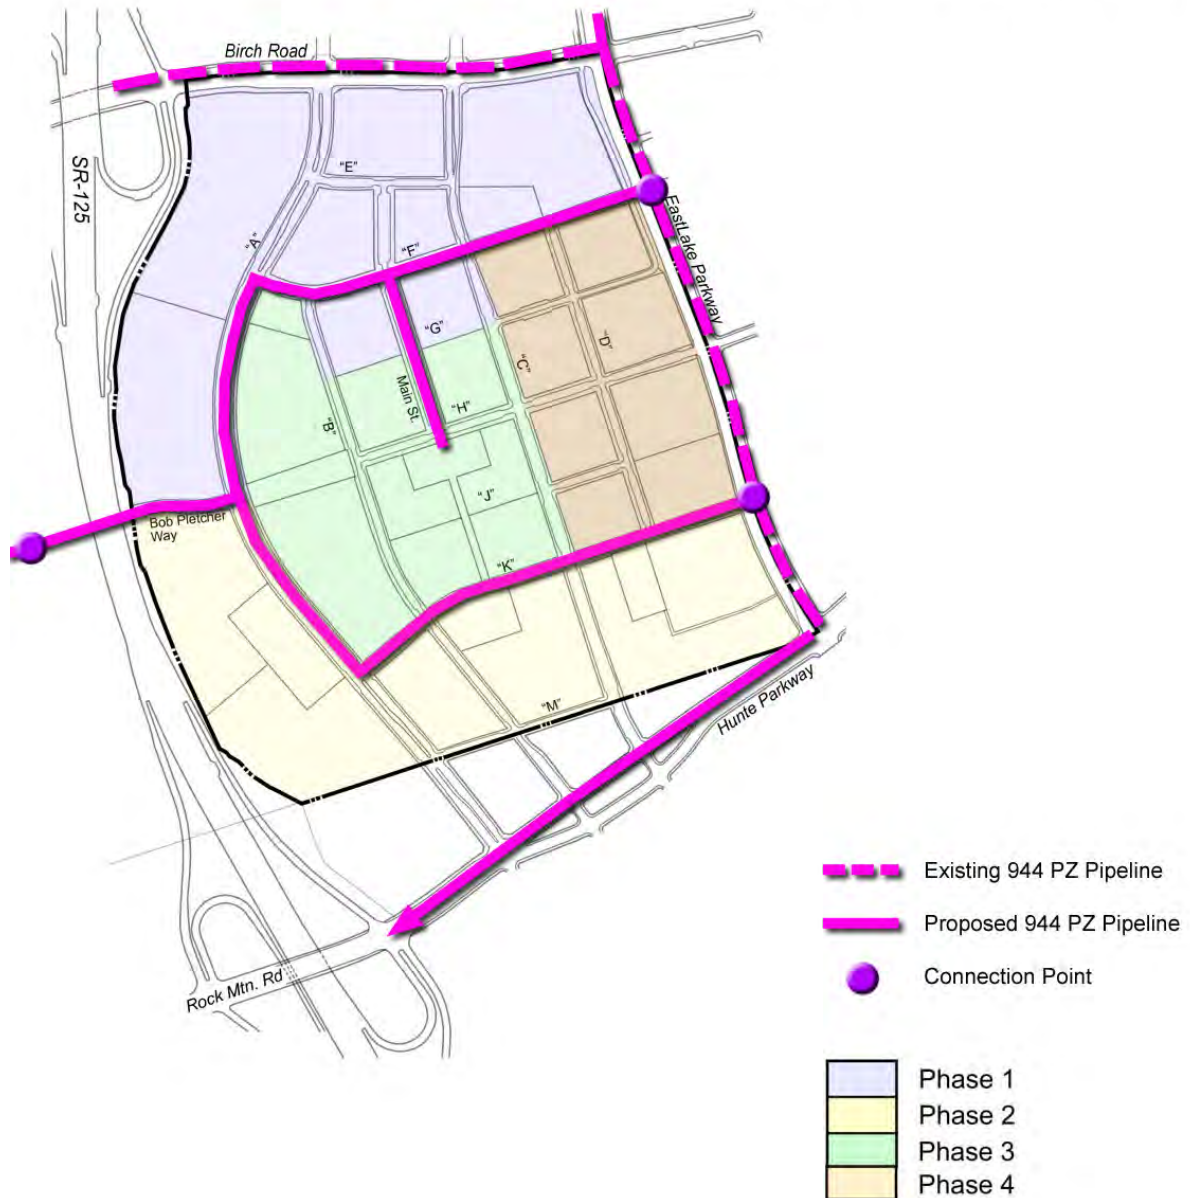 Birch Road
SR-125
"E"
"A"
"F"
EastLake Parkway
"G"
"D"
"C"
Main St.
"H"
"B"
"J"
Bob Pletcher
Way
"K"
"M"
Hunte Parkway
Rock Mtn. Rd
Existing 944 PZ Pipeline
Proposed 944 PZ Pipeline
Connection Point
Phase 1
Phase 2
Phase 3
Phase 4